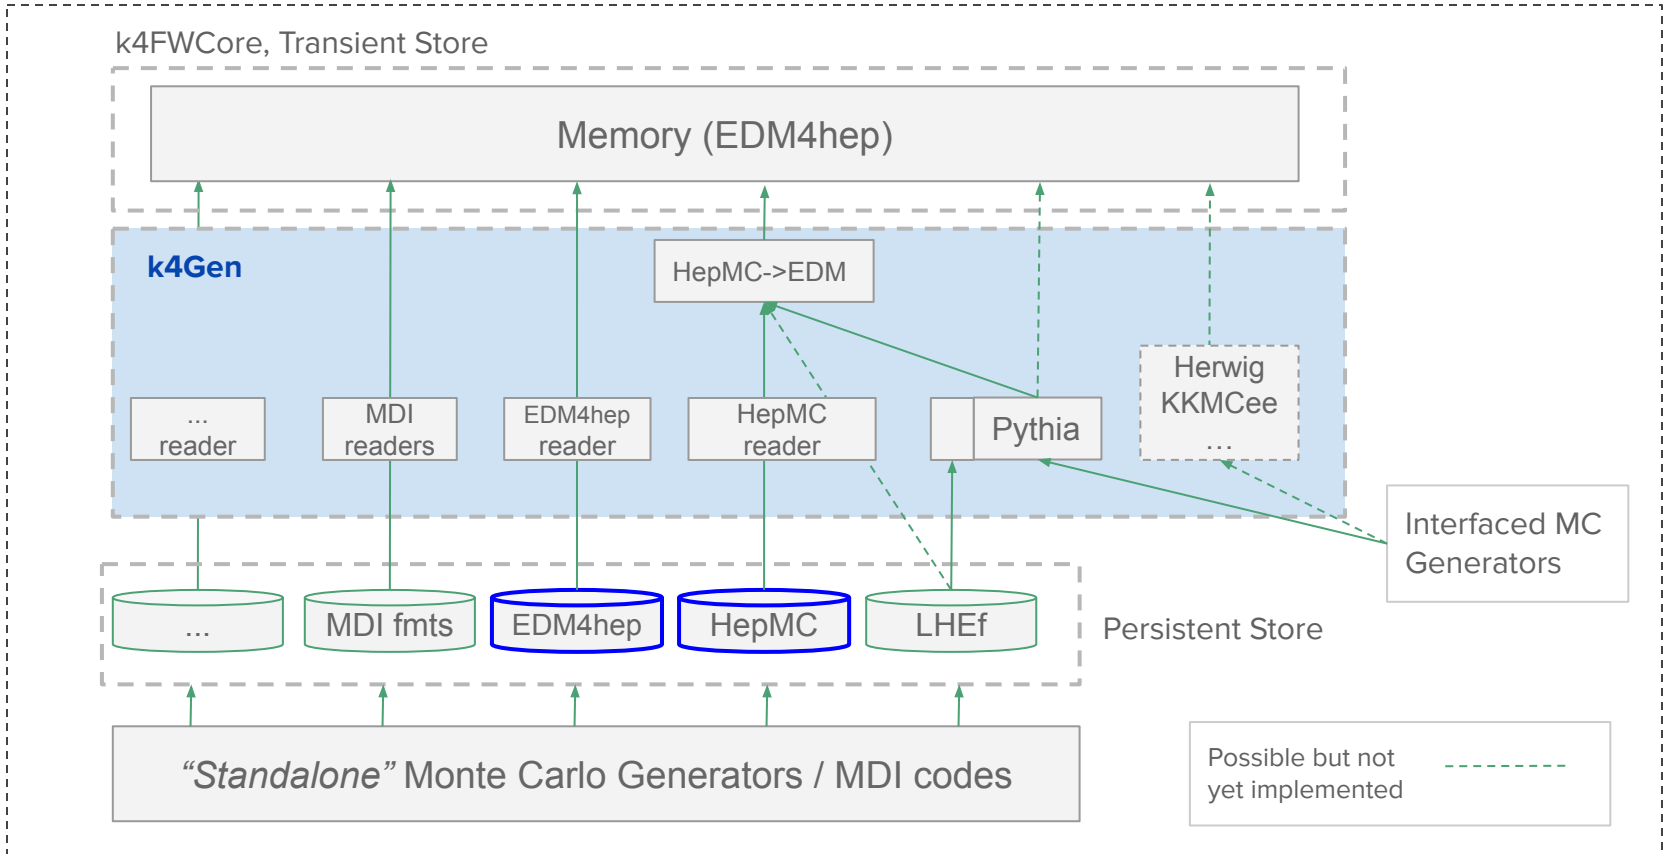 k4FWCore, Transient Store
Memory (EDM4hep)
k4Gen
HepMC->EDM
Herwig
KKMCee
...
...
reader
MDI
readers
EDM4hep
reader
HepMC
reader
Pythia
Interfaced MC
Generators
...
MDI fmts
EDM4hep
HepMC
LHEf
Persistent Store
“Standalone” Monte Carlo Generators / MDI codes
Possible but not
yet implemented